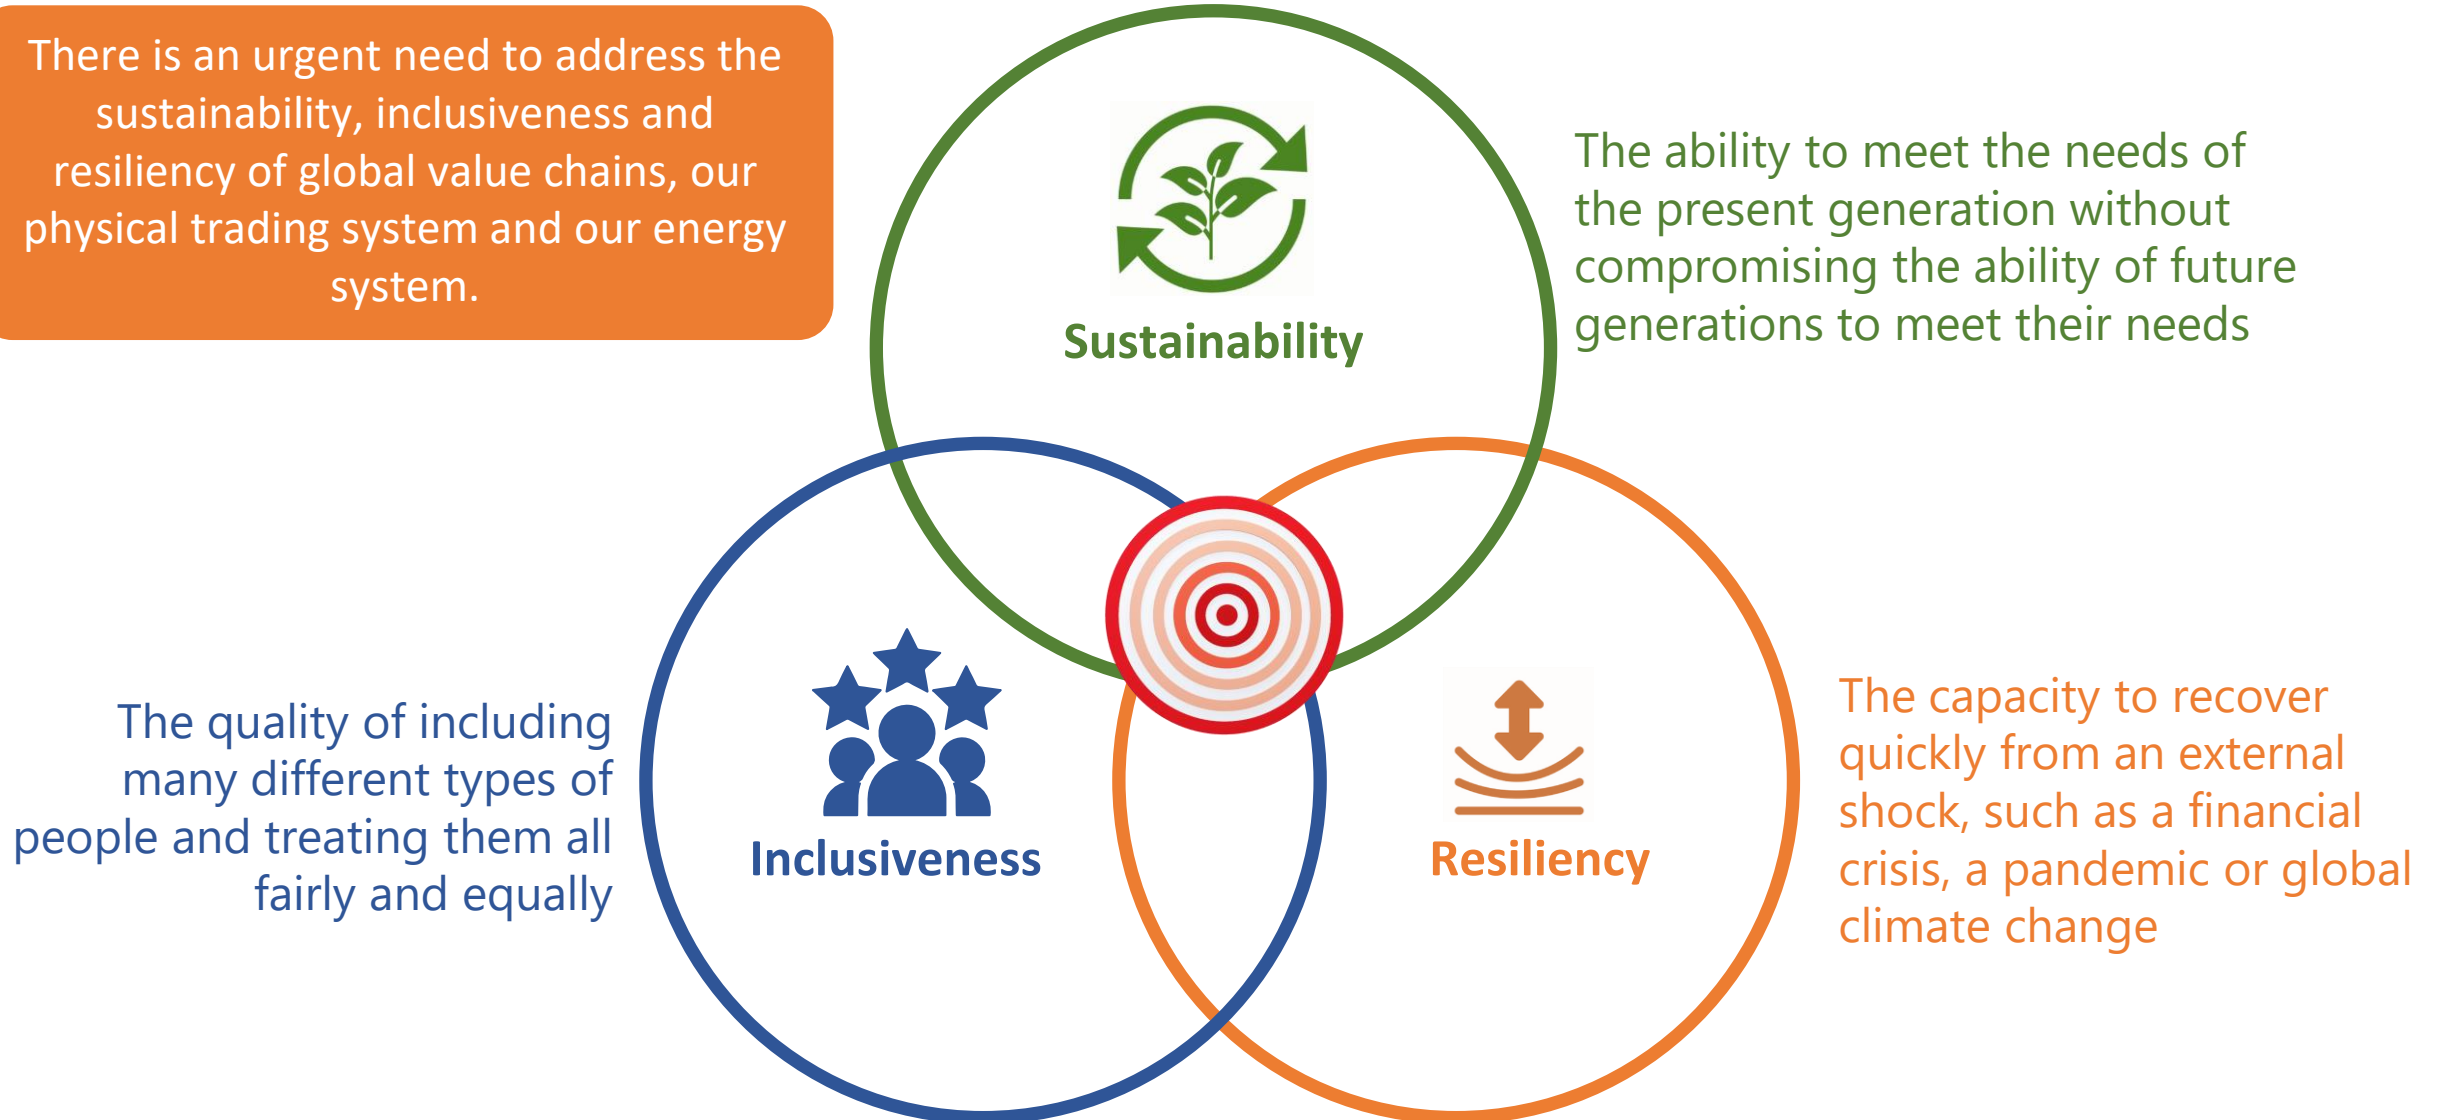 There is an urgent need to address the
sustainability, inclusiveness and
resiliency of global value chains, our
physical trading system and our energy
system.
Sustainability
The ability to meet the needs of
the present generation without
compromising the ability of future
generations to meet their needs
The quality of including
many different types of
people and treating them all
fairly and equally
Inclusiveness
Resiliency
The capacity to recover
quickly from an external
shock, such as a financial
crisis, a pandemic or global
climate change